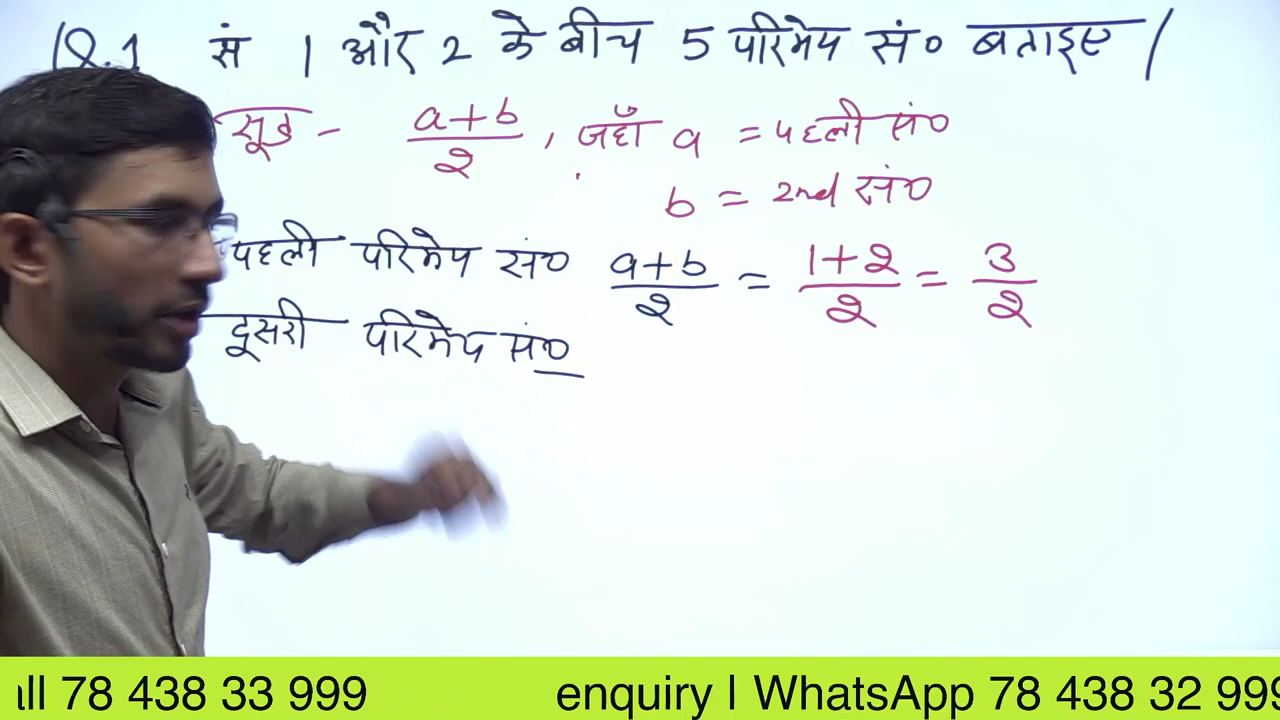 Q.1 सं 1 और 2 के बीच 5 परिमेय सं० बताइए |
सूत्र - a+b/2 , जहाँ a = पहली सं०
b = 2nd सं०
पहली परिमेय सं० a+b/2 = 1+2/2 = 3/2
दूसरी परिमेय सं०
all 78 438 33 999 enquiry | WhatsApp 78 438 32 999